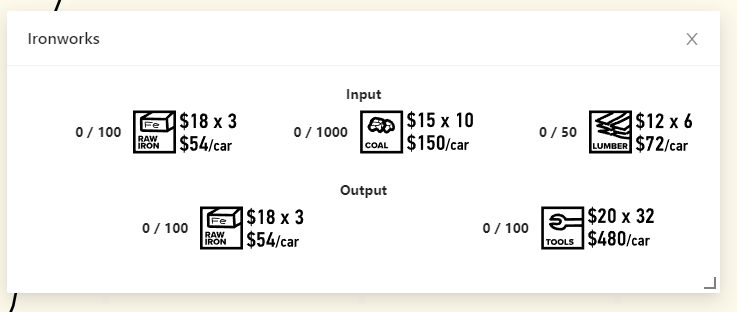 Ironworks
Input
0 / 100 Fe RAW IRON $18 x 3 $54/car
0 / 1000 COAL $15 x 10 $150/car
0 / 50 LUMBER $12 x 6 $72/car
Output
0 / 100 Fe RAW IRON $18 x 3 $54/car
0 / 100 TOOLS $20 x 32 $480/car